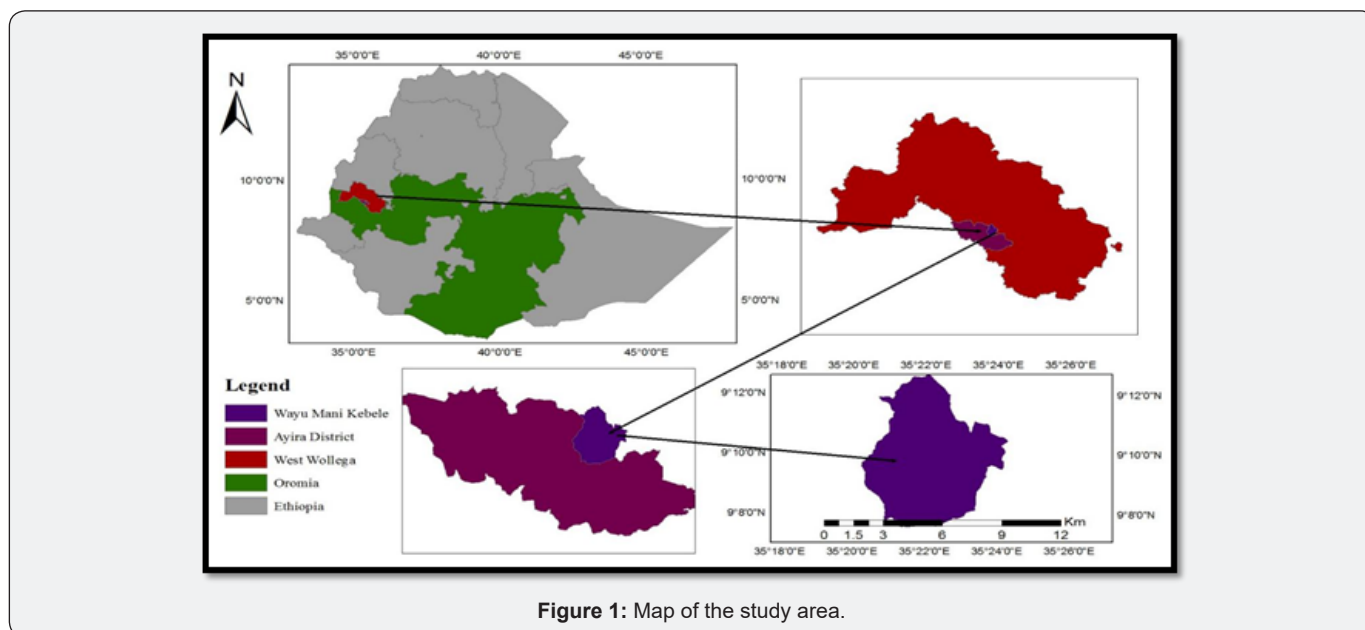 35°0'0"E 40°0'0"E 45°0'0"E
N
10°0'0"N 10°0'0"N
5°0'0"N 5°0'0"N
35°0'0"E 40°0'0"E 45°0'0"E
Legend
Wayu Mani Kebele
Ayira District
West Wollega
Oromia
Ethiopia
35°18'0"E 35°20'0"E 35°22'0"E 35°24'0"E 35°26'0"E
9°12'0"N 9°12'0"N
9°10'0"N 9°10'0"N
9°8'0"N 9°8'0"N
Km
0 1.5 3 6 9 12
35°18'0"E 35°20'0"E 35°22'0"E 35°24'0"E 35°26'0"E
Figure 1: Map of the study area.